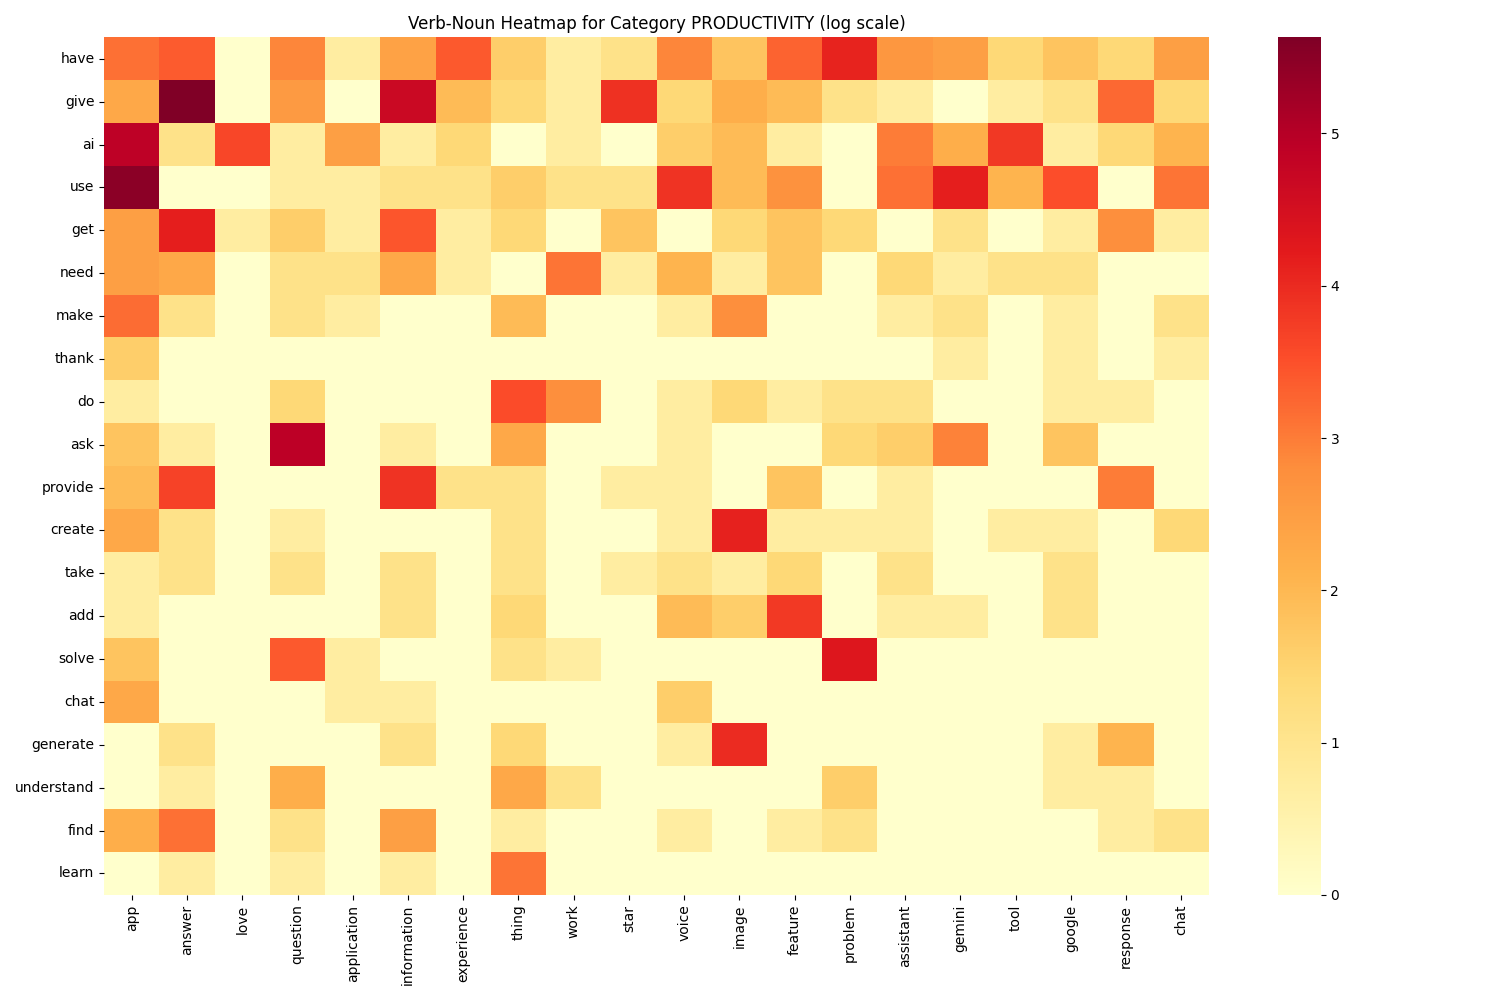 Verb-Noun Heatmap for Category PRODUCTIVITY (log scale)
have
give
ai
use
get
need
make
thank
do
ask
provide
create
take
add
solve
chat
generate
understand
find
learn
app
answer
love
question
application
information
experience
thing
work
star
voice
image
feature
problem
assistant
gemini
tool
google
response
chat
5
4
3
2
1
0